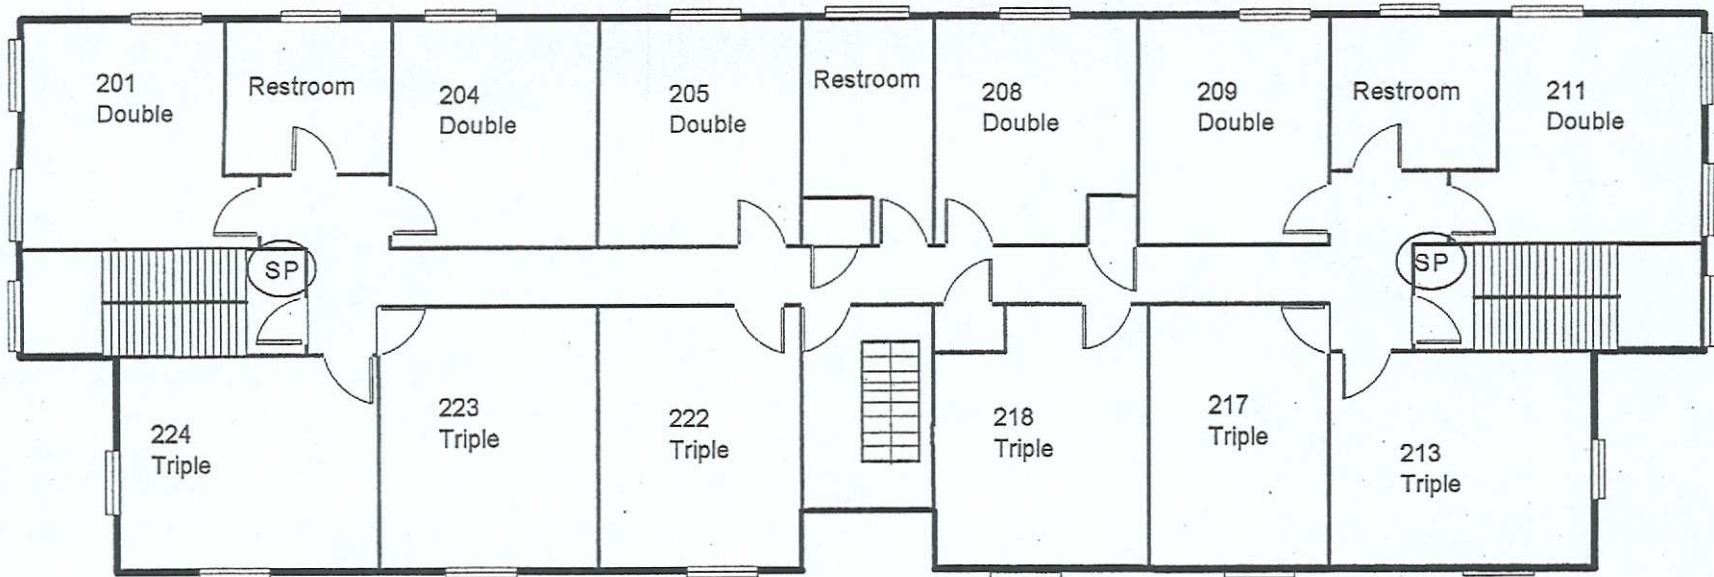 201
Double
Restroom
204
Double
205
Double
Restroom
208
Double
209
Double
Restroom
211
Double
SP
SP
224
Triple
223
Triple
222
Triple
218
Triple
217
Triple
213
Triple